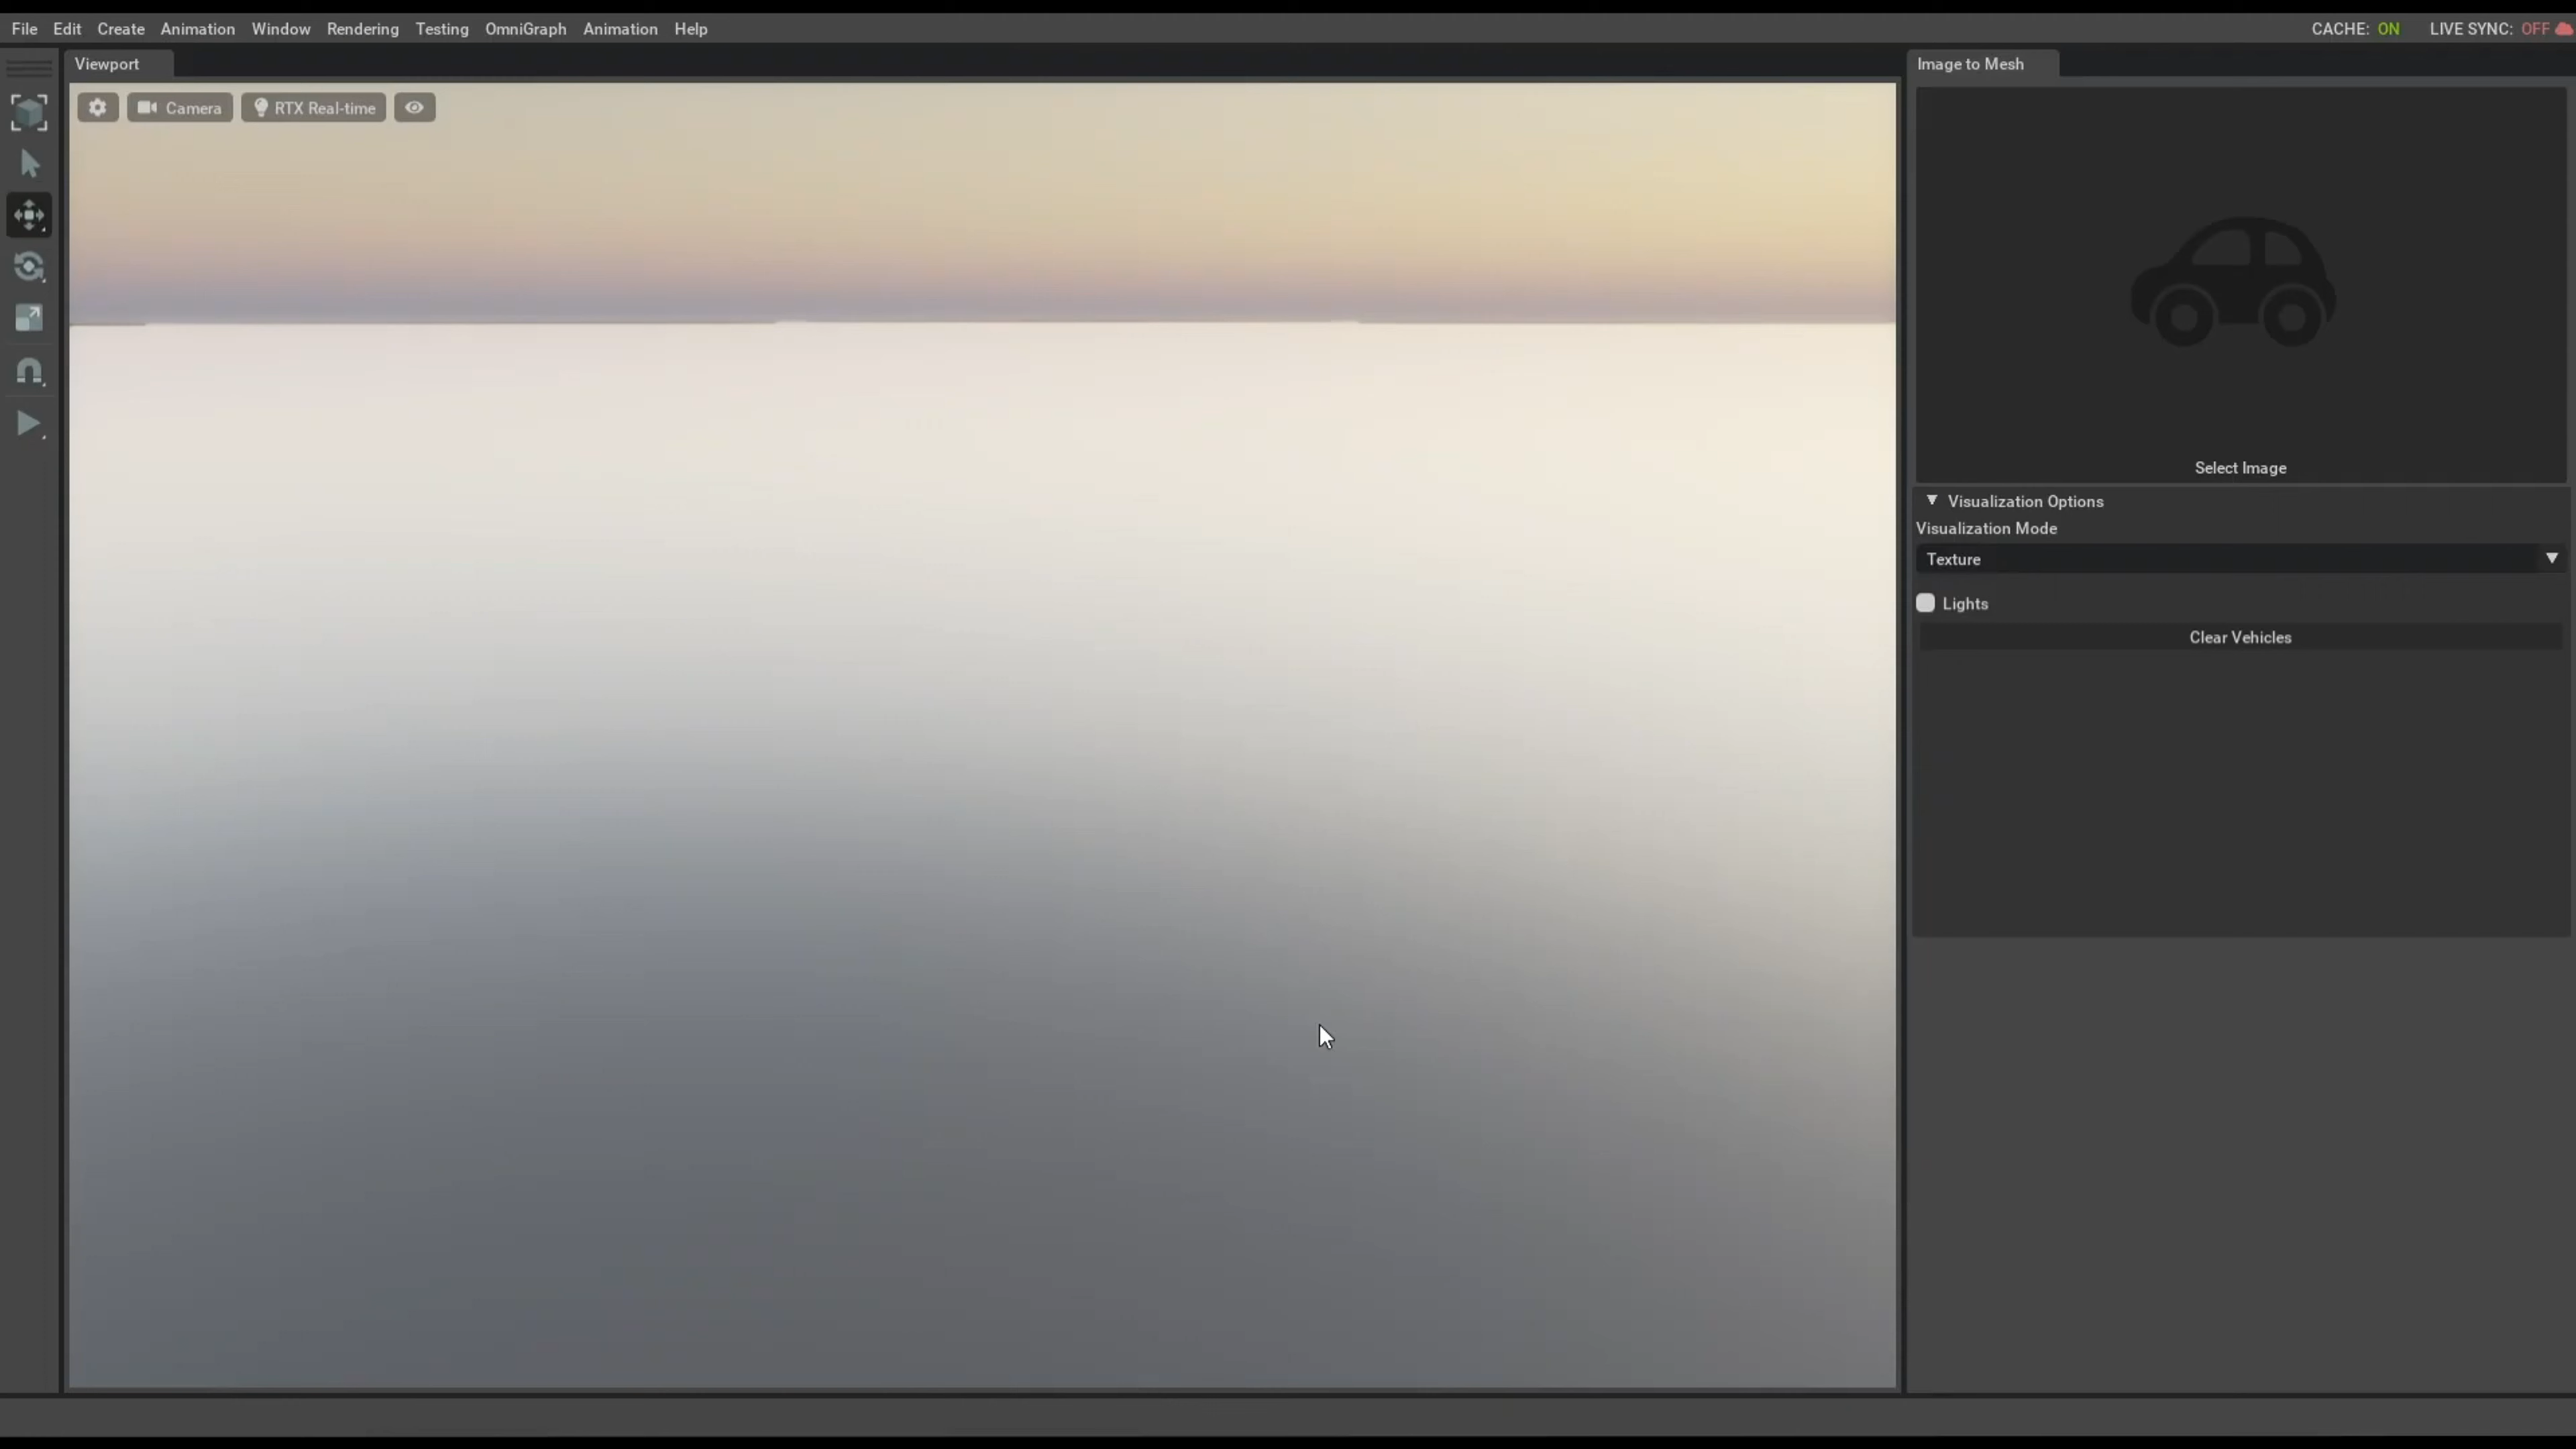 File Edit Create Animation Window Rendering Testing OmniGraph Animation Help CACHE: ON LIVE SYNC: OFF
Viewport
Image to Mesh
Camera RTX Real-time
Select Image
Visualization Options
Visualization Mode
Texture
Lights
Clear Vehicles